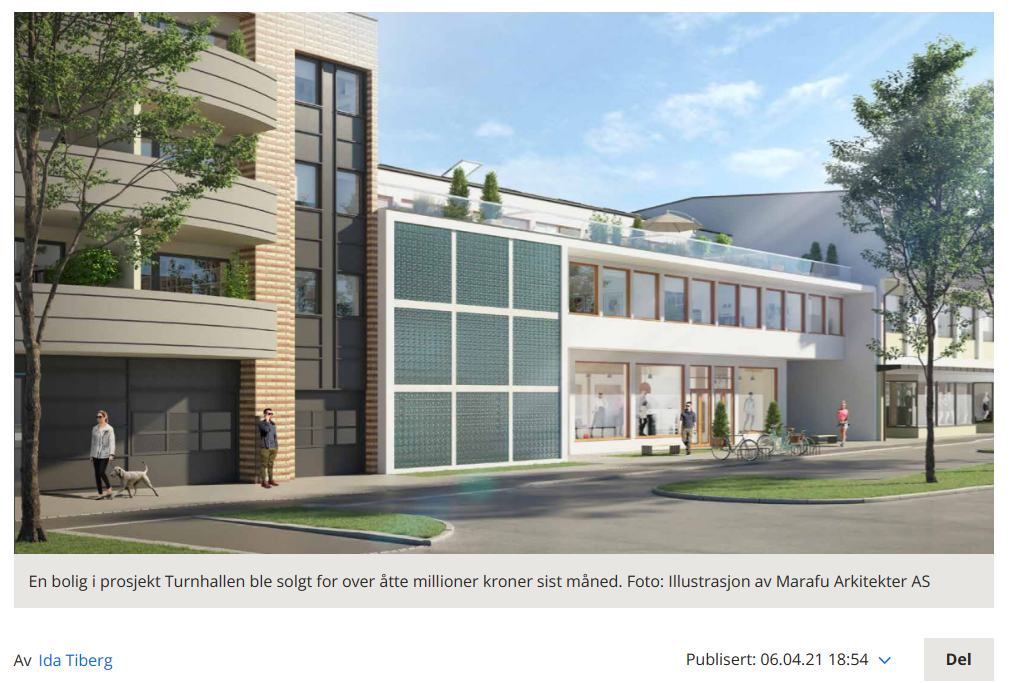 En bolig i prosjekt Turnhallen ble solgt for over åtte millioner kroner sist måned. Foto: Illustrasjon av Marafu Arkitekter AS
Av Ida Tiberg
Publisert: 06.04.21 18:54
Del